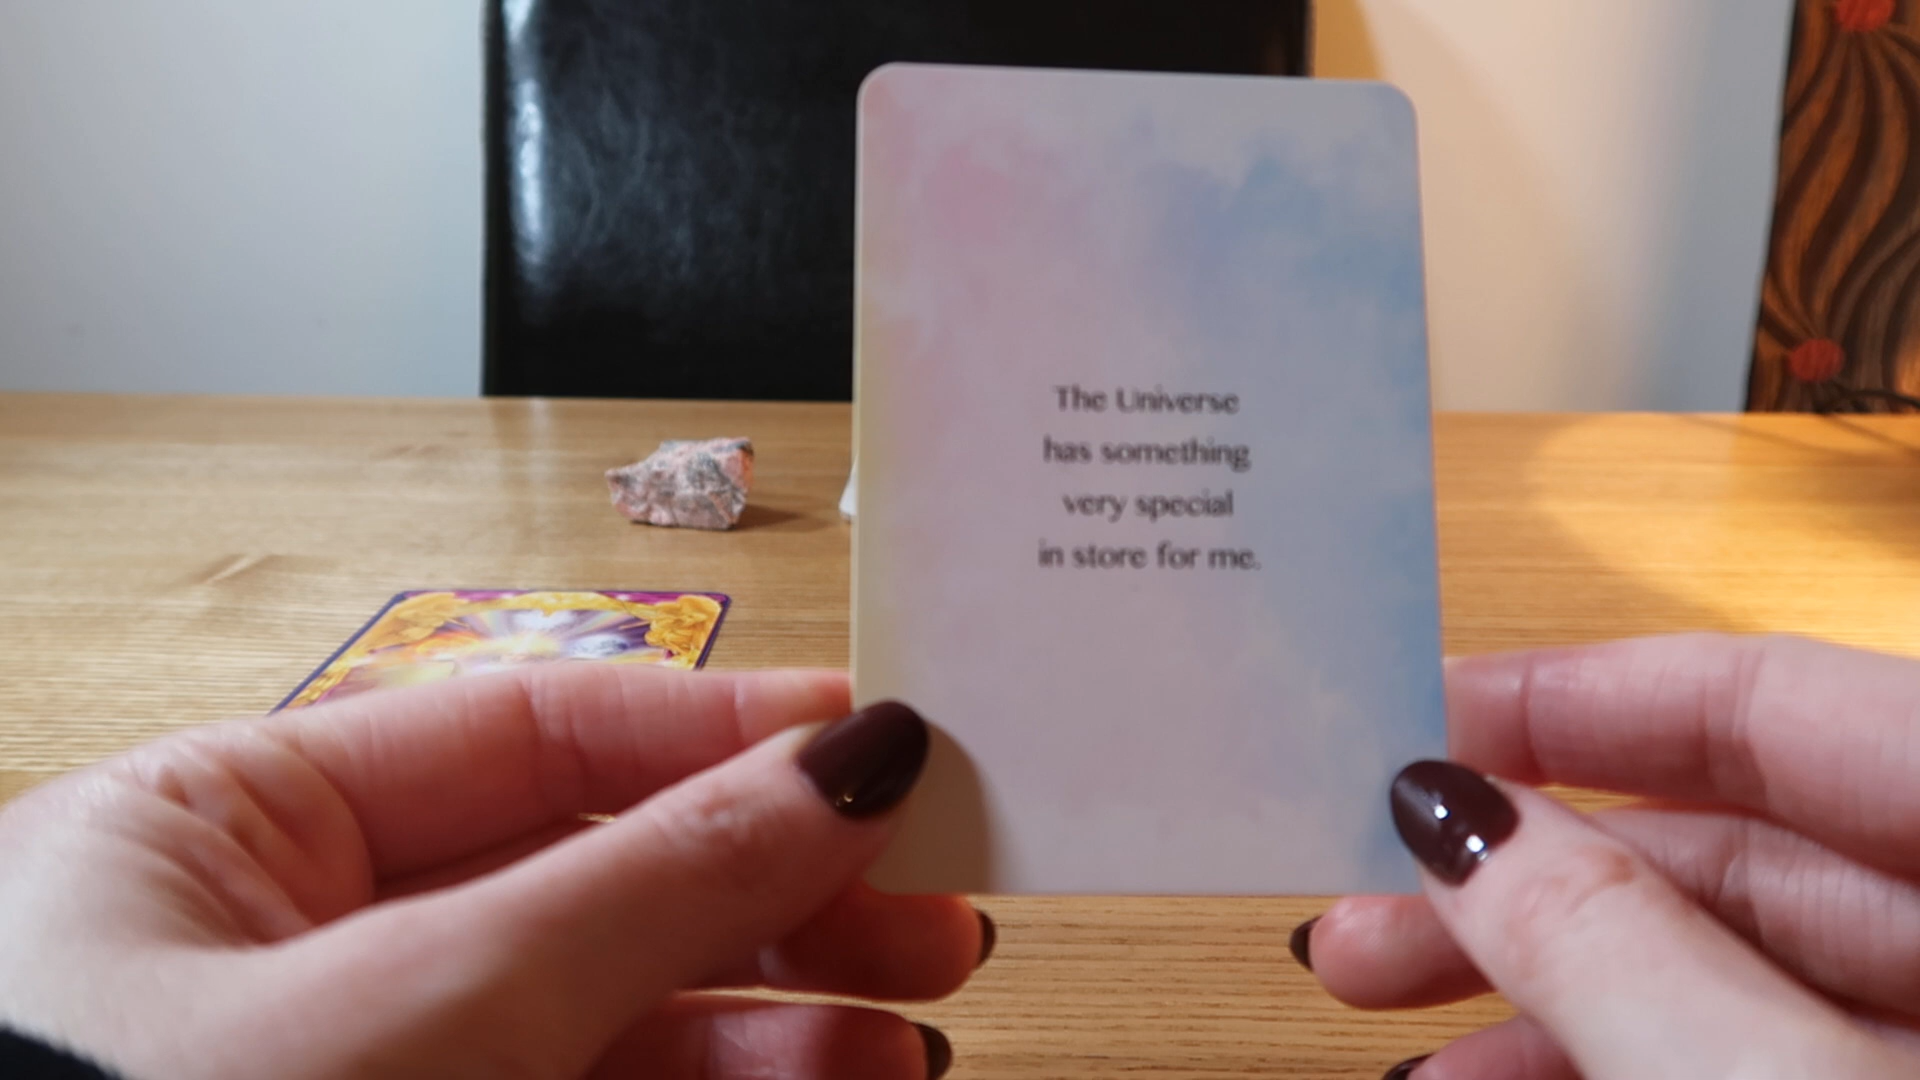 The Universe
has something
very special
in store for me.